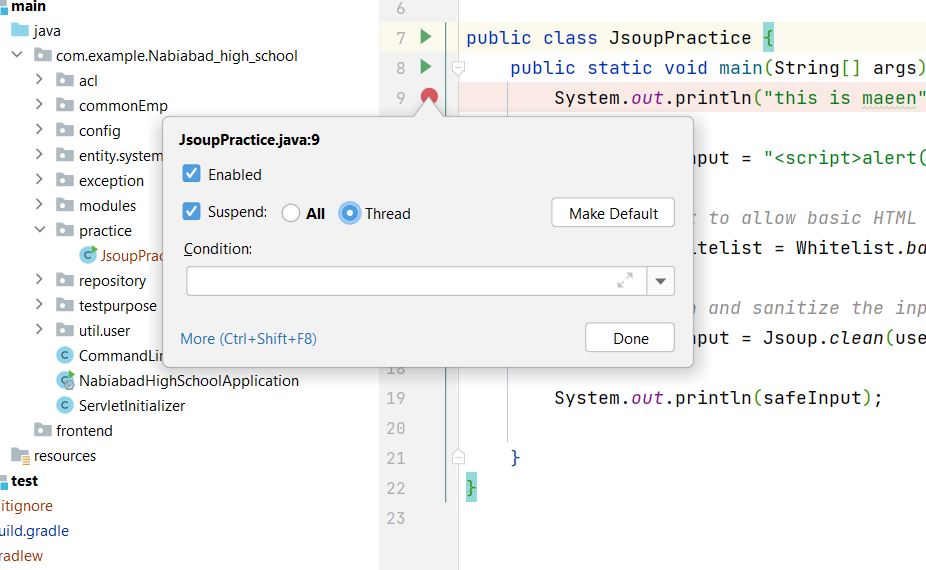 main
java
com.example.Nabiabad_high_school
acl
commonEmp
config
entity.system
exception
modules
practice
JsoupPrac
repository
testpurpose
util.user
CommandLi
NabiabadHighSchoolApplication
ServletInitializer
frontend
resources
test
itignore
uild.gradle
radlew
6
7 public class JsoupPractice {
8 public static void main(String[] args)
9 System.out.println("this is maeen"
JsoupPractice.java:9
Enabled
Suspend: All Thread Make Default
Condition:
More (Ctrl+Shift+F8) Done
nput = "<script>alert(
t to allow basic HTML
itelist = Whitelist.ba
n and sanitize the inp
nput = Jsoup.clean(use
18
19 System.out.println(safeInput);
20
21 }
22 }
23